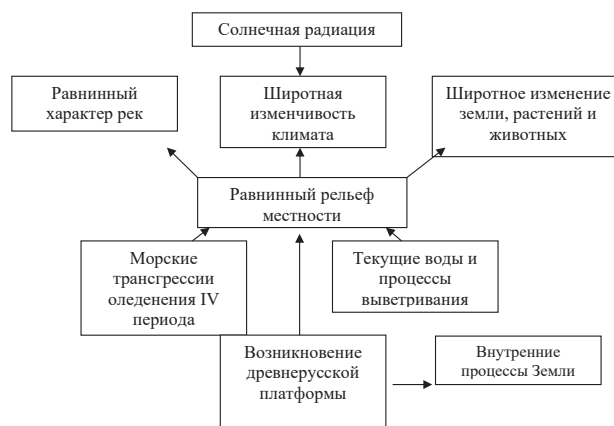 Солнечная радиация
Равнинный
характер рек
Широтная
изменчивость
климата
Широтное изменение
земли, растений и
животных
Равнинный рельеф
местности
Морские
трансгрессии
оледенения IV
периода
Текущие воды и
процессы
выветривания
Возникновение
древнерусской
платформы
Внутренние
процессы Земли